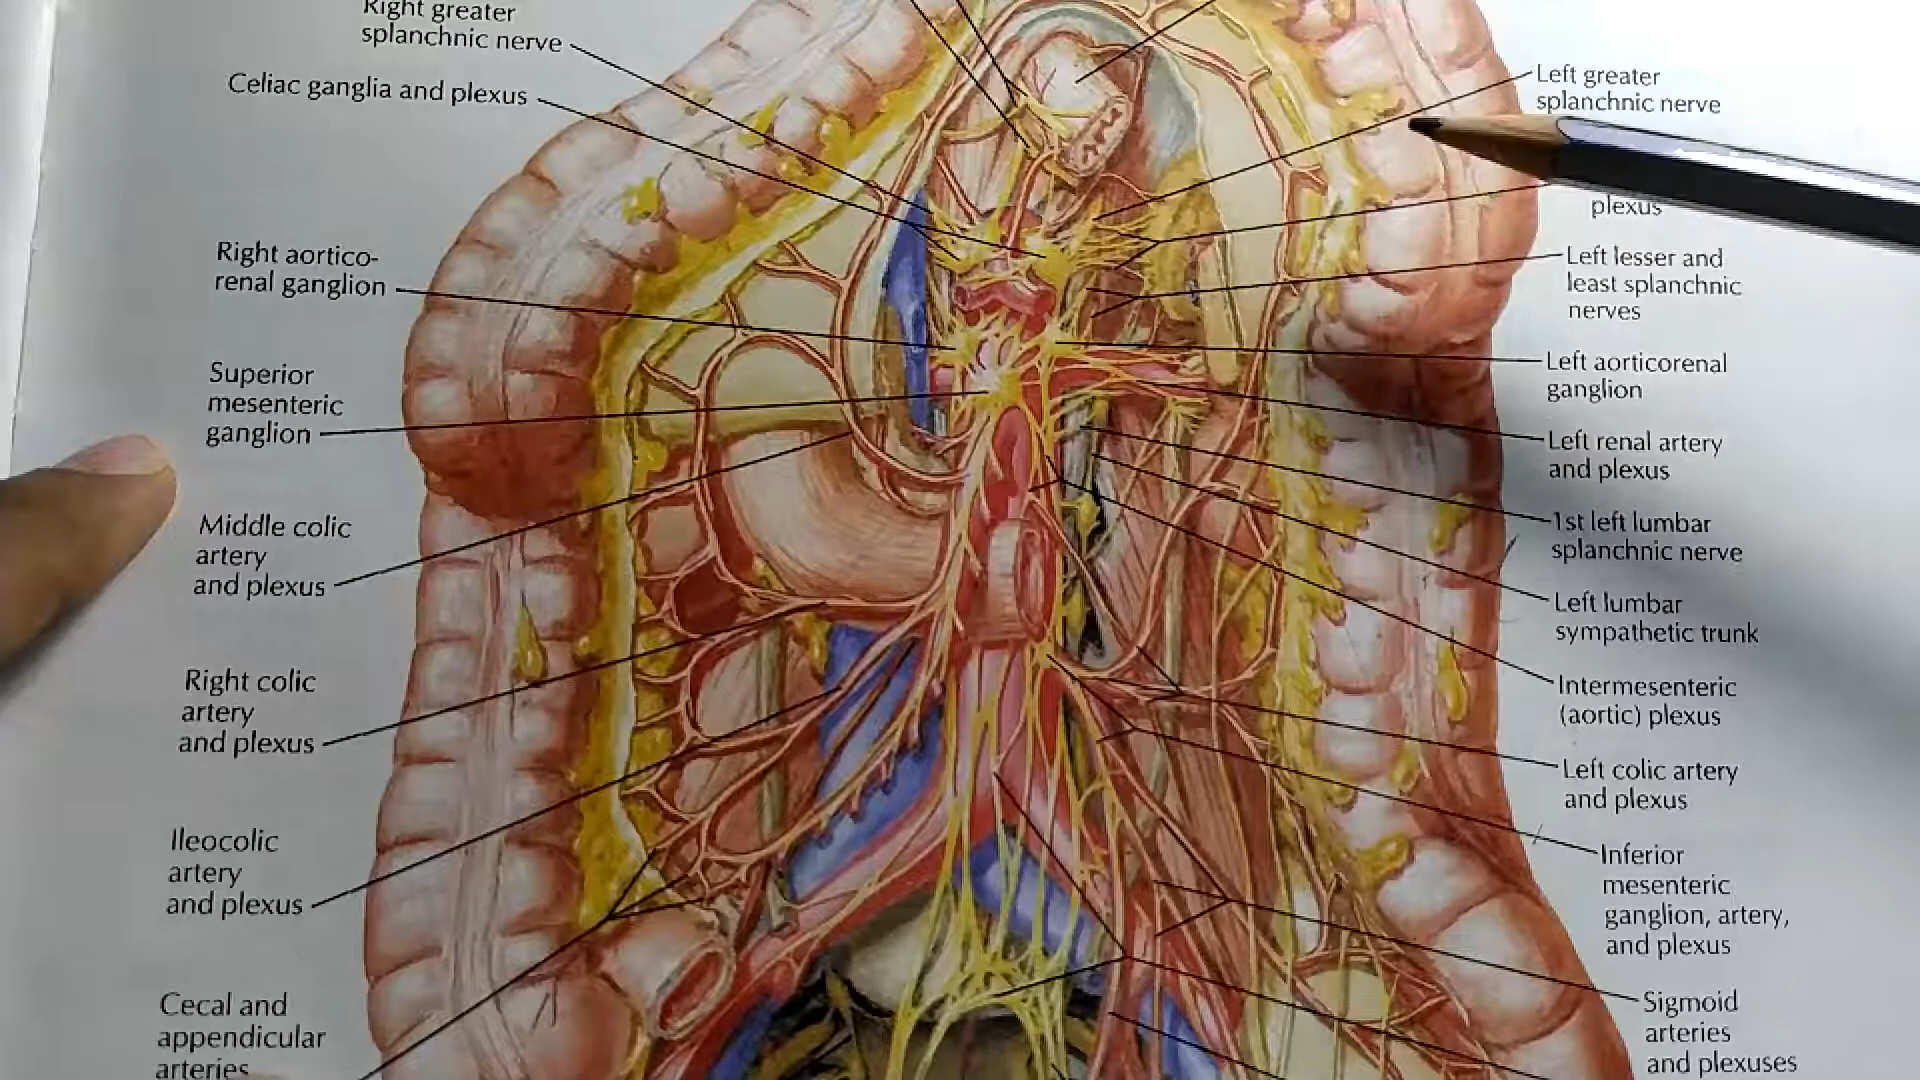 Right greater
splanchnic nerve
Celiac ganglia and plexus
Right aortico-
renal ganglion
Superior
mesenteric
ganglion
Middle colic
artery
and plexus
Right colic
artery
and plexus
Ileocolic
artery
and plexus
Cecal and
appendicular
arteries
Left greater
splanchnic nerve
plexus
Left lesser and
least splanchnic
nerves
Left aorticorenal
ganglion
Left renal artery
and plexus
1st left lumbar
splanchnic nerve
Left lumbar
sympathetic trunk
Intermesenteric
(aortic) plexus
Left colic artery
and plexus
Inferior
mesenteric
ganglion, artery,
and plexus
Sigmoid
arteries
and plexuses